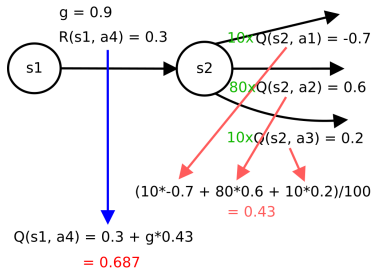 g = 0.9
R(s1, a4) = 0.3
s1
s2
10xQ(s2, a1) = -0.7
80xQ(s2, a2) = 0.6
10xQ(s2, a3) = 0.2
(10*-0.7 + 80*0.6 + 10*0.2)/100
= 0.43
Q(s1, a4) = 0.3 + g*0.43
= 0.687